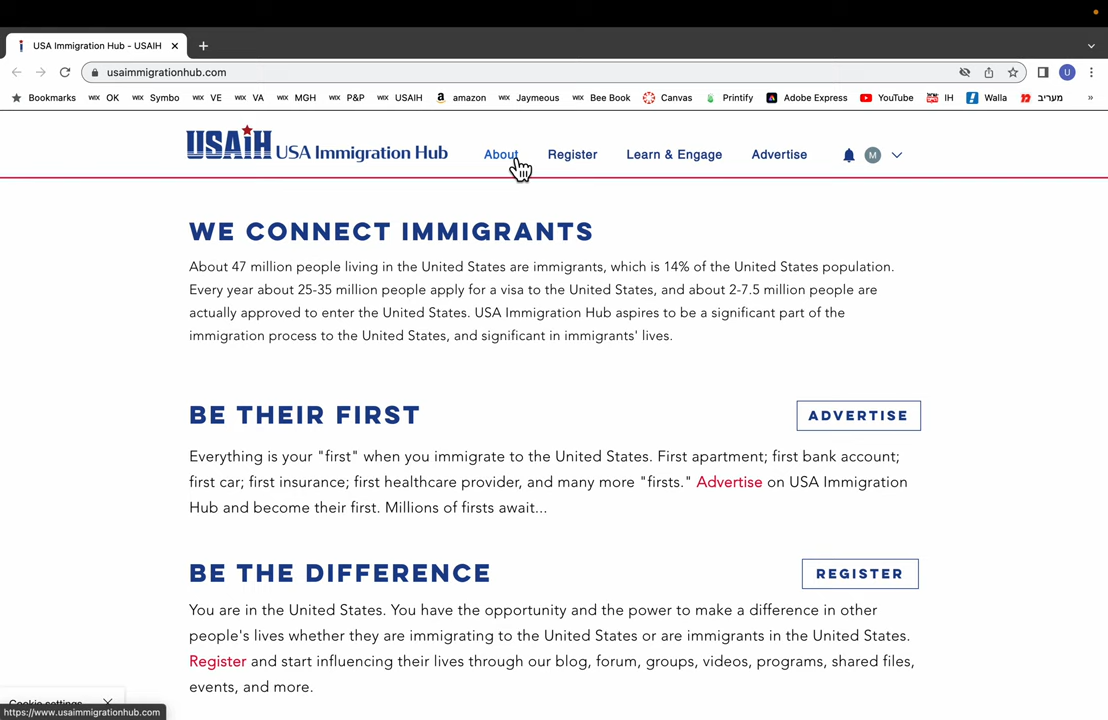 USA Immigration Hub - USAIH
usaimmigrationhub.com
U
Bookmarks
WIX OK
WIX Symbo
WIX VE
WIX VA
WIX MGH
WIX P&P
WIX USAIH
a amazon
WIX Jaymeous
WIX Bee Book
Canvas
Printify
Adobe Express
YouTube
IH
Walla
מעריב
»
USAIH USA Immigration Hub
About
Register
Learn & Engage
Advertise
M
WE CONNECT IMMIGRANTS
About 47 million people living in the United States are immigrants, which is 14% of the United States population.
Every year about 25-35 million people apply for a visa to the United States, and about 2-7.5 million people are
actually approved to enter the United States. USA Immigration Hub aspires to be a significant part of the
immigration process to the United States, and significant in immigrants' lives.
BE THEIR FIRST
ADVERTISE
Everything is your "first" when you immigrate to the United States. First apartment; first bank account;
first car; first insurance; first healthcare provider, and many more "firsts." Advertise on USA Immigration
Hub and become their first. Millions of firsts await...
BE THE DIFFERENCE
REGISTER
You are in the United States. You have the opportunity and the power to make a difference in other
people's lives whether they are immigrating to the United States or are immigrants in the United States.
Register and start influencing their lives through our blog, forum, groups, videos, programs, shared files,
events, and more.
Cookie settings
https://www.usaimmigrationhub.com